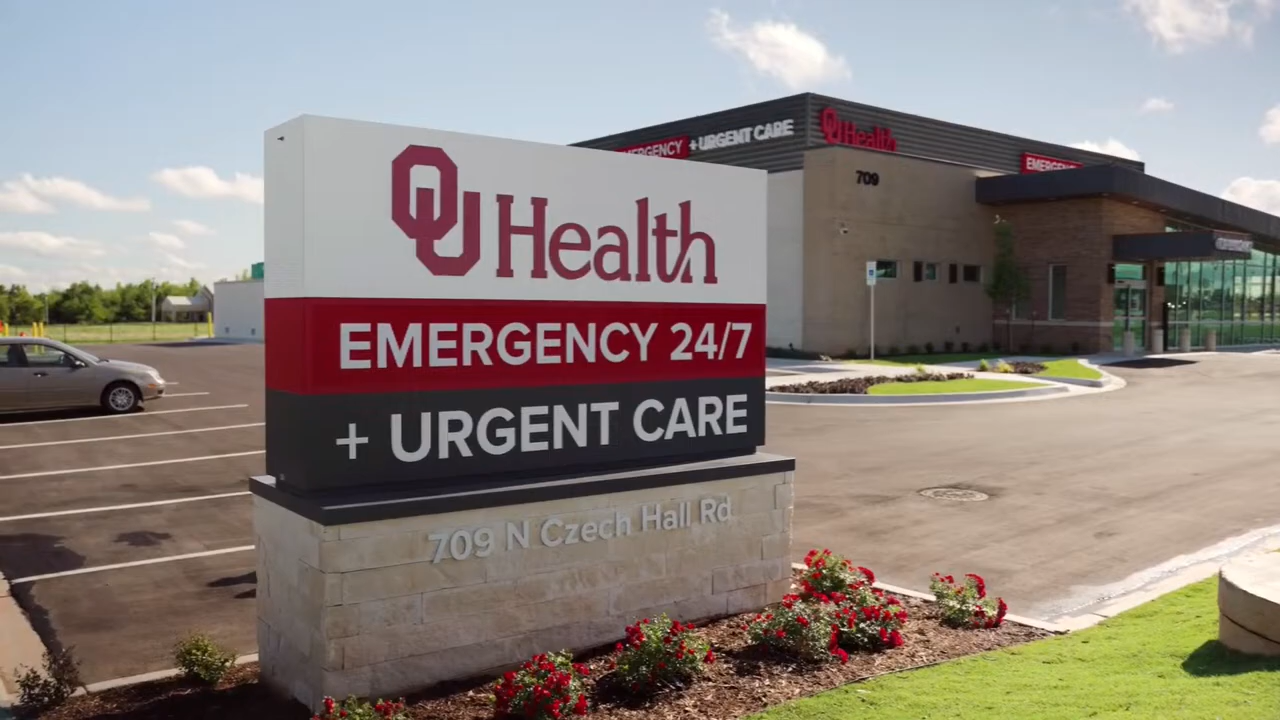 OU Health
EMERGENCY 24/7
+ URGENT CARE
709 N Czech Hall Rd
EMERGENCY + URGENT CARE
OU Health
709